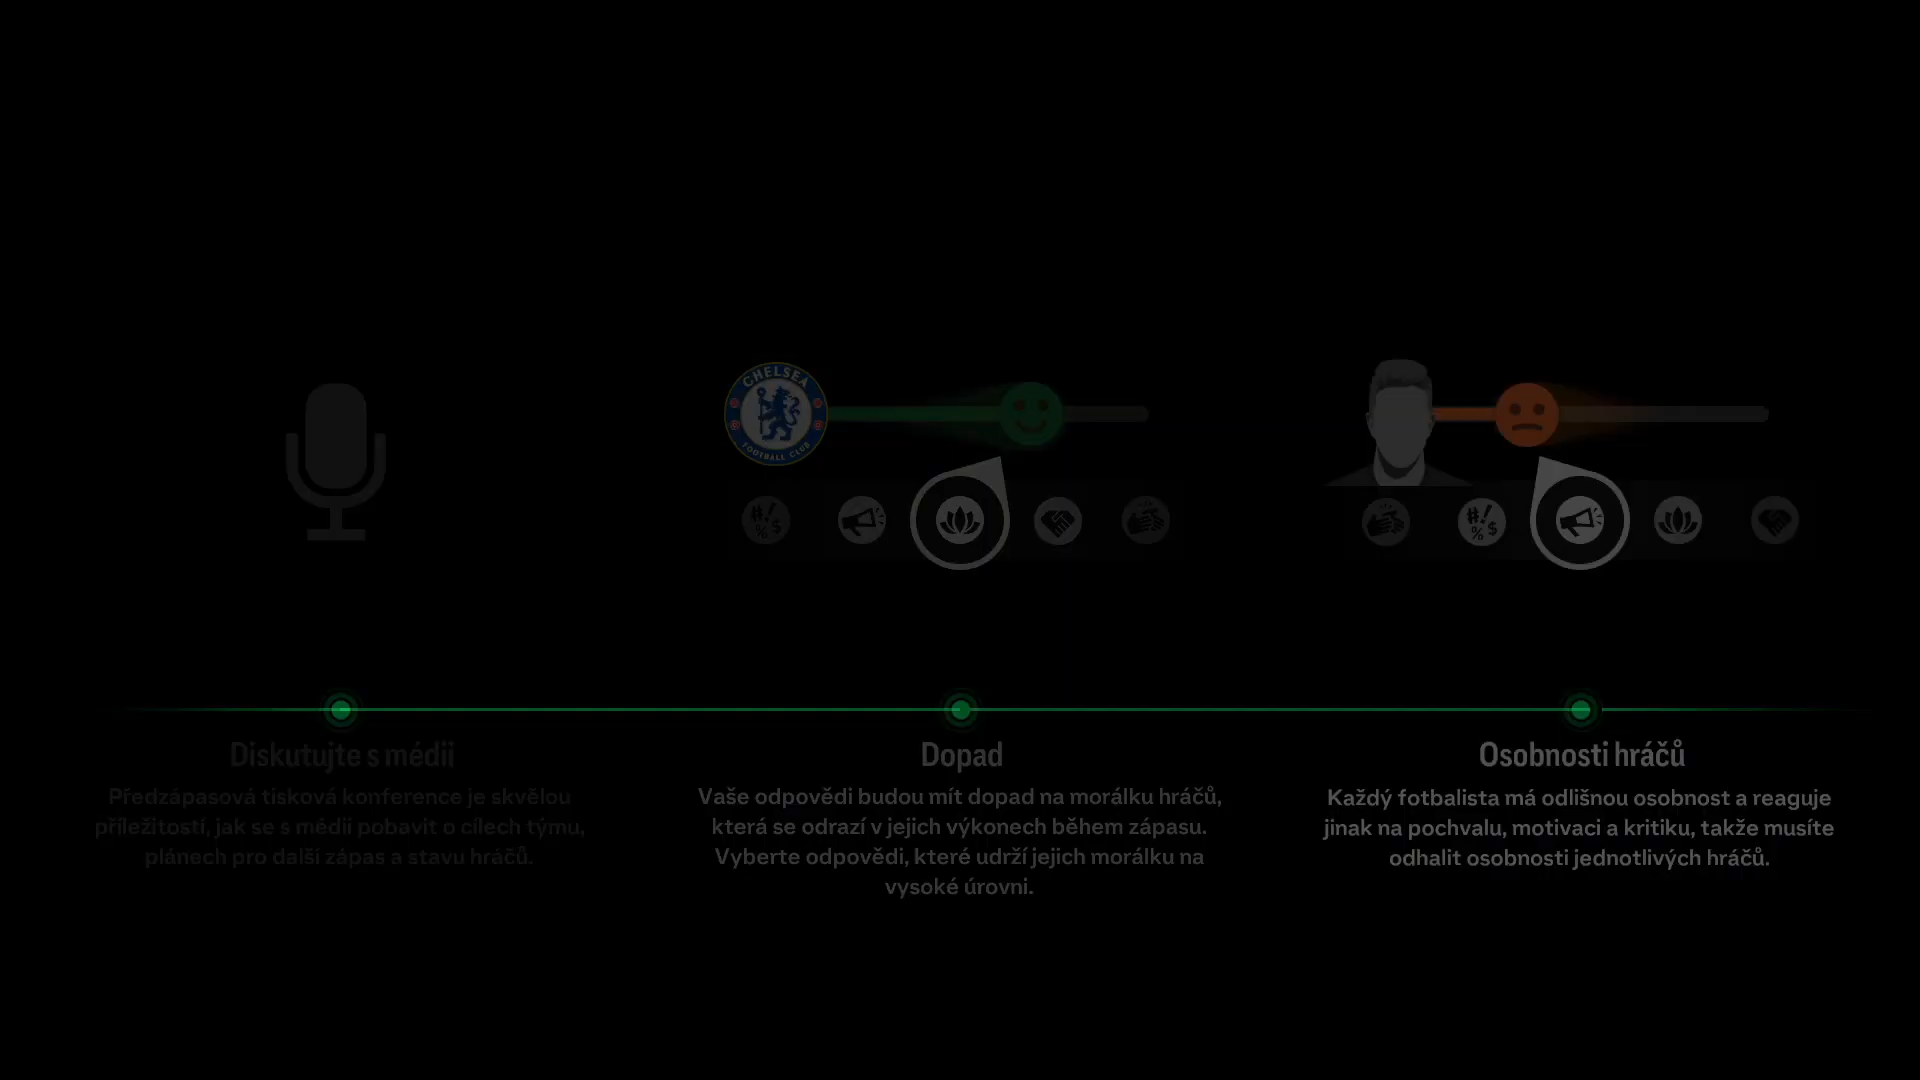 CHELSEA
FOOTBALL CLUB
Diskutujte s médii
Předzápasová tisková konference je skvělou
příležitostí, jak se s médii pobavit o cílech týmu,
plánech pro další zápas a stavu hráčů.
Dopad
Vaše odpovědi budou mít dopad na morálku hráčů,
která se odrazí v jejich výkonech během zápasu.
Vyberte odpovědi, které udrží jejich morálku na
vysoké úrovni.
Osobnosti hráčů
Každý fotbalista má odlišnou osobnost a reaguje
jinak na pochvalu, motivaci a kritiku, takže musíte
odhalit osobnosti jednotlivých hráčů.